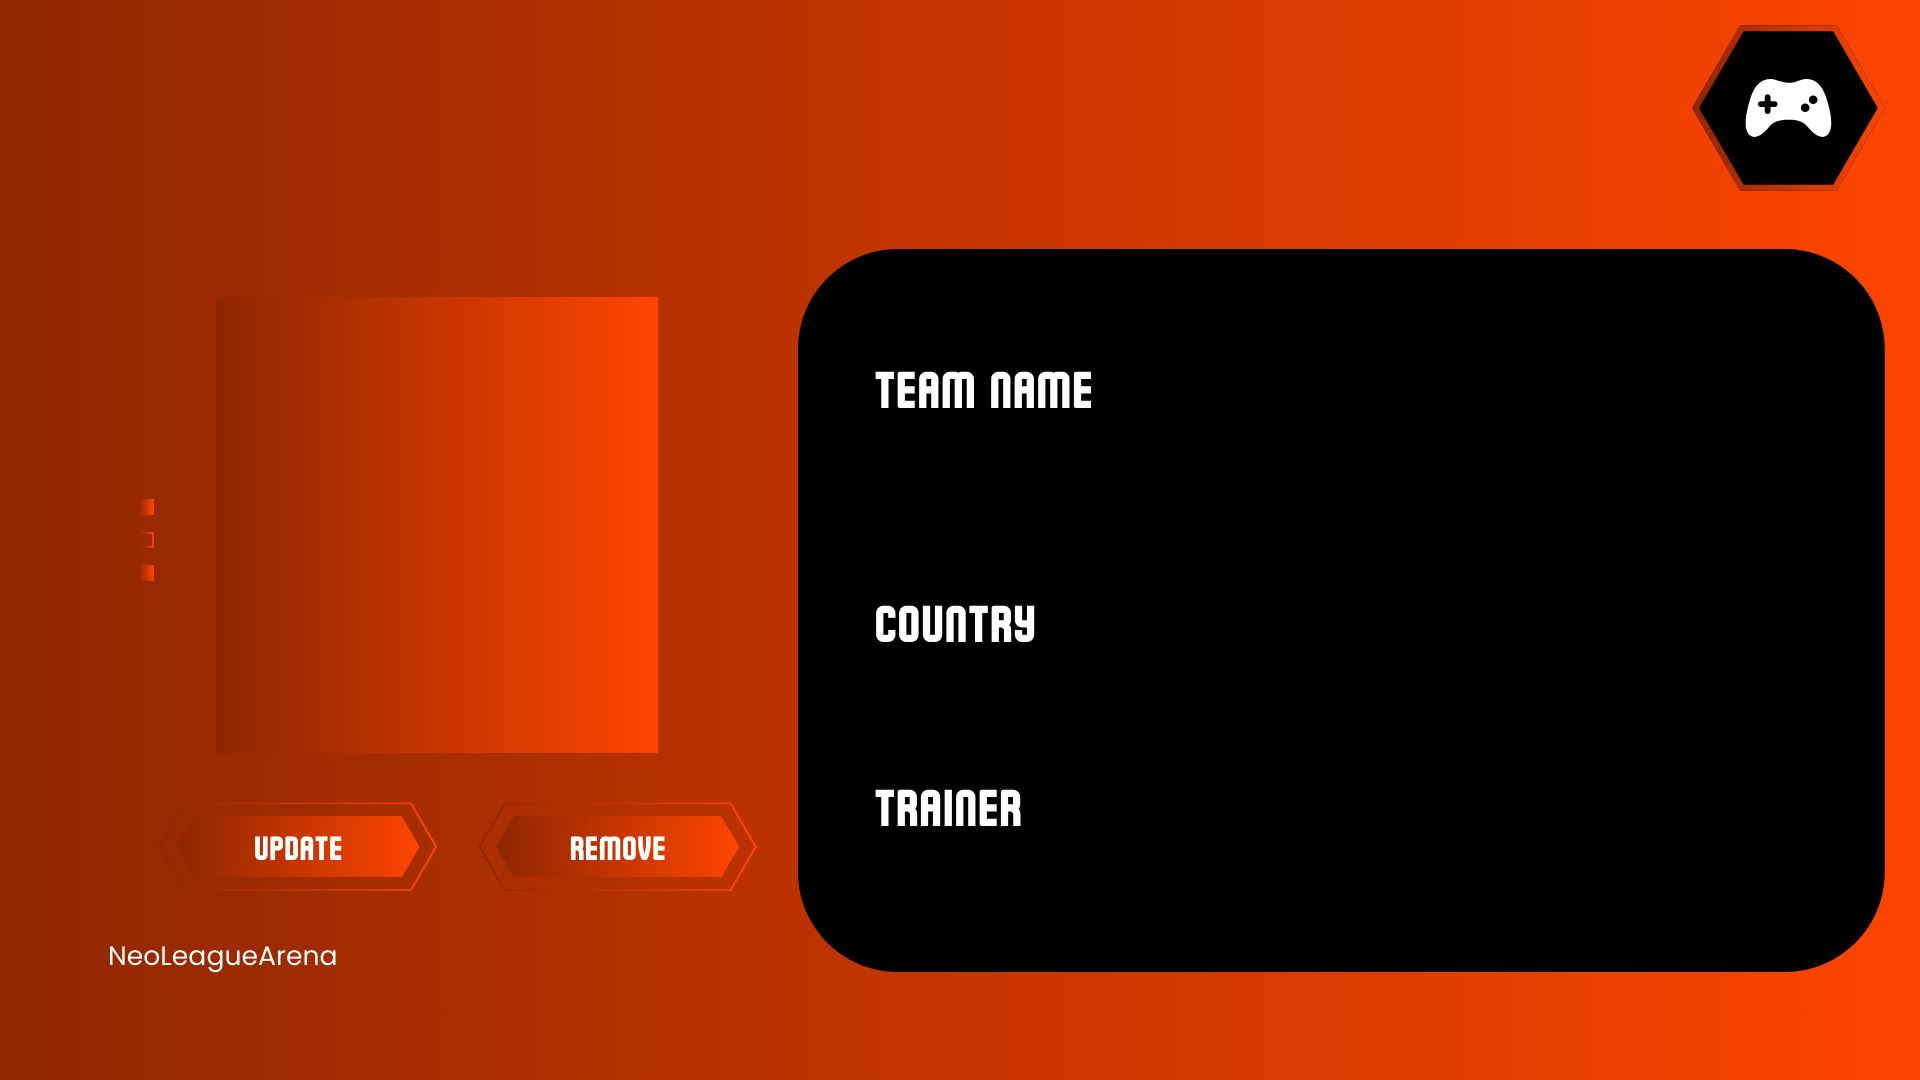 TEAM NAME
COUNTRY
TRAINER
UPDATE
REMOVE
NeoLeagueArena